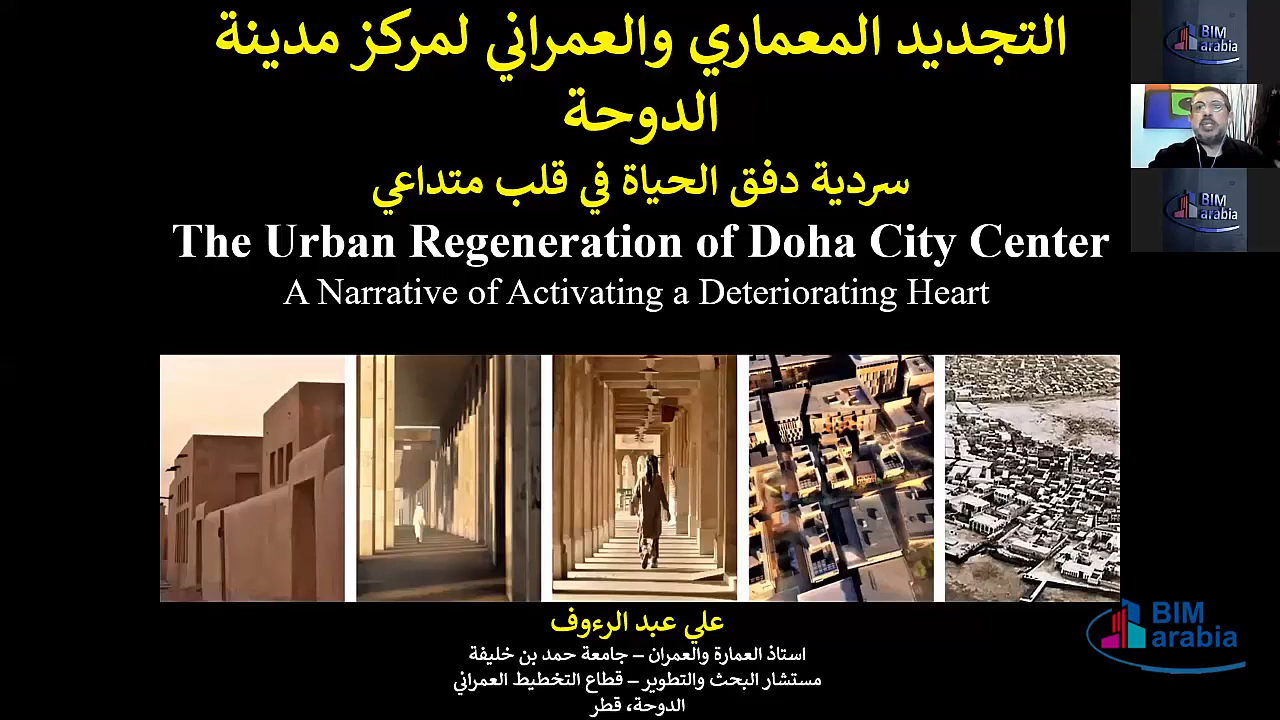 التجديد المعماري والعمراني لمركز مدينة
الدوحة
سردية دفق الحياة في قلب متداعي
The Urban Regeneration of Doha City Center
A Narrative of Activating a Deteriorating Heart
علي عبد الرءوف
استاذ العمارة والعمران – جامعة حمد بن خليفة
مستشار البحث والتطوير – قطاع التخطيط العمراني
الدوحة، قطر
BIM
arabia
BIM
arabia
BIM
arabia